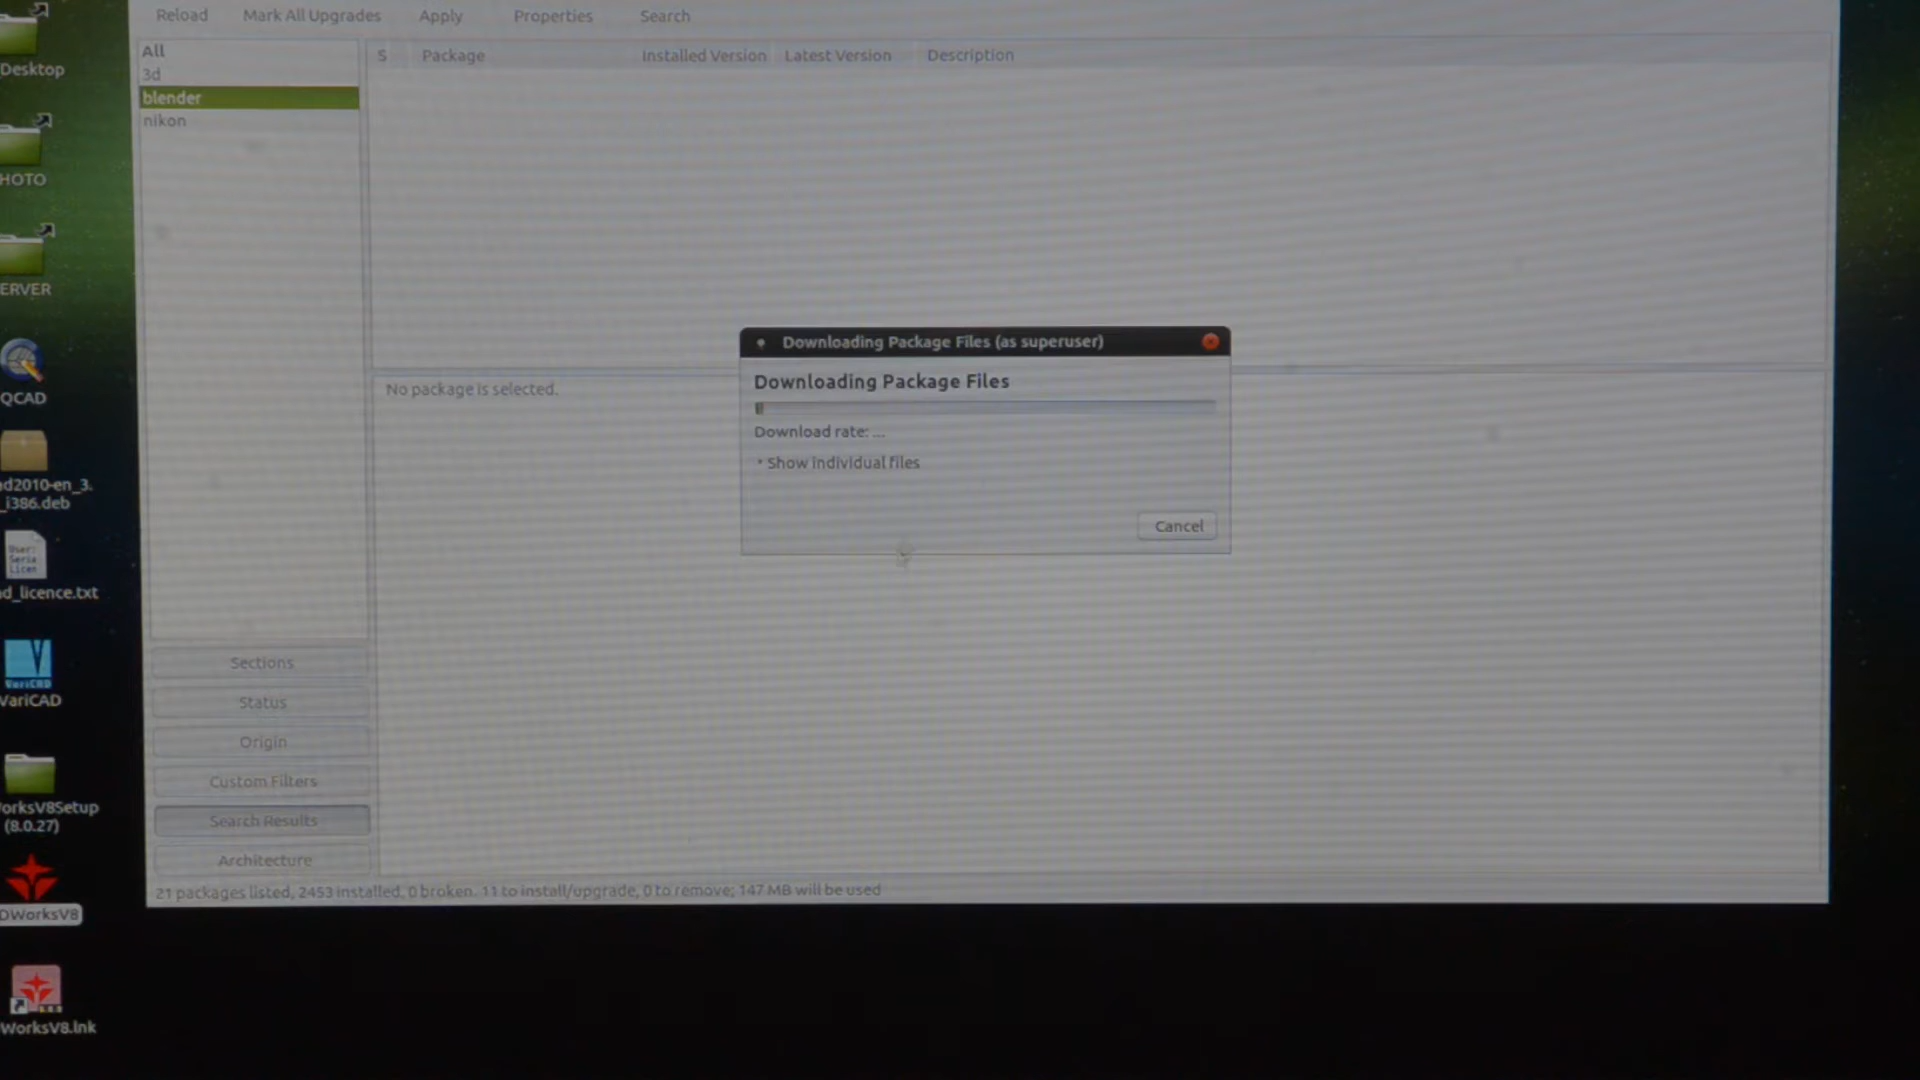 Reload Mark All Upgrades Apply Properties Search
All
3d
blender
nikon
S Package Installed Version Latest Version Description
No package is selected.
Downloading Package Files (as superuser)
Downloading Package Files
Download rate: ...
Show individual files
Cancel
Sections
Status
Origin
Custom Filters
Search Results
Architecture
21 packages listed, 2453 installed, 0 broken. 11 to install/upgrade, 0 to remove; 147 MB will be used
Desktop
HOTO
ERVER
QCAD
d2010-en_3.
_i386.deb
User:
Seria
Licen
d_licence.txt
VariCAD
VariCAD
orksV8Setup
(8.0.27)
DWorksV8
WorksV8.lnk